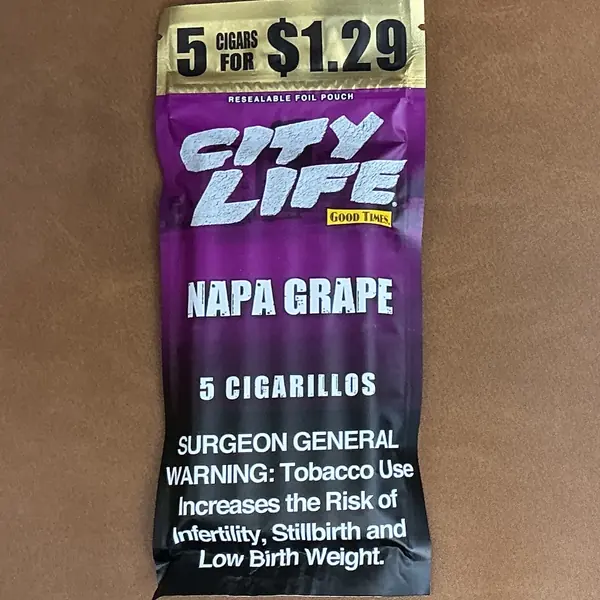 5 CIGARS FOR $1.29
RESEALABLE FOIL POUCH
CITY
LIFE®
GOOD TIMES®
NAPA GRAPE
5 CIGARILLOS
SURGEON GENERAL
WARNING: Tobacco Use
Increases the Risk of
Infertility, Stillbirth and
Low Birth Weight.